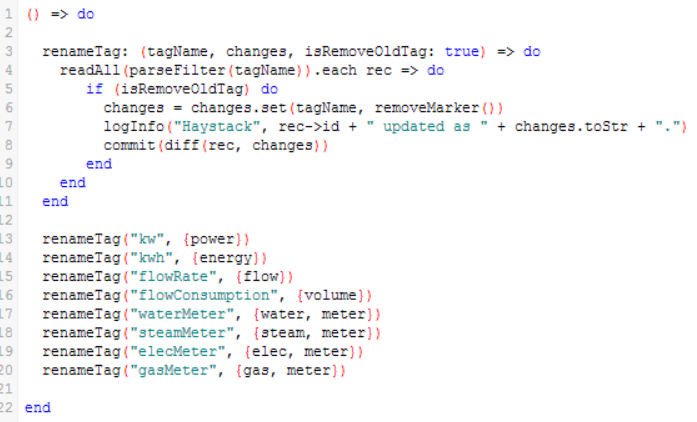 1 () => do
2
3 renameTag: (tagName, changes, isRemoveOldTag: true) => do
4 readAll(parseFilter(tagName)).each rec => do
5 if (isRemoveOldTag) do
6 changes = changes.set(tagName, removeMarker())
7 logInfo("Haystack", rec->id + " updated as " + changes.toStr + ".")
8 commit(diff(rec, changes))
9 end
10 end
11 end
12
13 renameTag("kw", {power})
14 renameTag("kwh", {energy})
15 renameTag("flowRate", {flow})
16 renameTag("flowConsumption", {volume})
17 renameTag("waterMeter", {water, meter})
18 renameTag("steamMeter", {steam, meter})
19 renameTag("elecMeter", {elec, meter})
20 renameTag("gasMeter", {gas, meter})
21
22 end